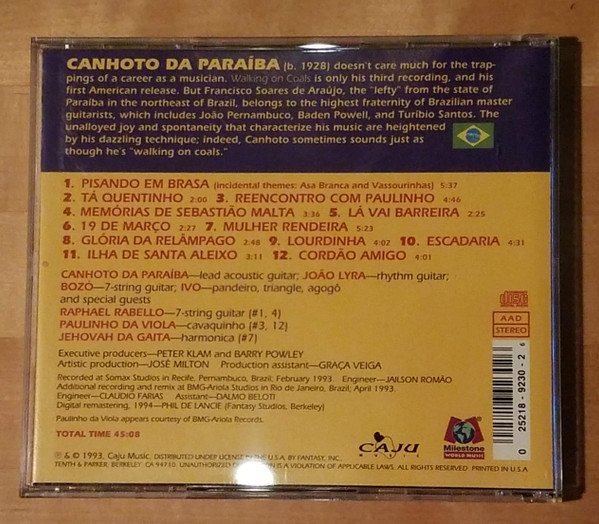 CANHOTO DA PARAÍBA (b. 1928) doesn't care much for the trap-
pings of a career as a musician. Walking on Coals is only his third recording, and his
first American release. But Francisco Soares de Araújo, the "lefty" from the state of
Paraíba in the northeast of Brazil, belongs to the highest fraternity of Brazilian master
guitarists, which includes João Pernambuco, Baden Powell, and Turíbio Santos. The
unalloyed joy and spontaneity that characterize his music are heightened
by his dazzling technique; indeed, Canhoto sometimes sounds just as
though he's "walking on coals."
1. PISANDO EM BRASA (incidental themes: Asa Branca and Vassourinhas) 5:37
2. TÁ QUENTINHO 2:00 3. REENCONTRO COM PAULINHO 4:46
4. MEMÓRIAS DE SEBASTIÃO MALTA 3:36 5. LÁ VAI BARREIRA 2:25
6. 19 DE MARÇO 2:27 7. MULHER RENDEIRA 5:23
8. GLÓRIA DA RELÂMPAGO 2:48 9. LOURDINHA 4:02 10. ESCADARIA 4:31
11. ILHA DE SANTA ALEIXO 3:11 12. CORDÃO AMIGO 4:01
CANHOTO DA PARAÍBA—lead acoustic guitar; JOÃO LYRA—rhythm guitar;
BOZÓ—7-string guitar; IVO—pandeiro, triangle, agogô
and special guests
RAPHAEL RABELLO—7-string guitar (#1, 4)
PAULINHO DA VIOLA—cavaquinho (#3, 12)
JEHOVAH DA GAITA—harmonica (#7)
Executive producers—PETER KLAM and BARRY POWLEY
Artistic production—JOSÉ MILTON Production assistant—GRAÇA VEIGA
Recorded at Somax Studios in Recife, Pernambuco, Brazil; February 1993. Engineer—JAILSON ROMÃO
Additional recording and remix at BMG-Ariola Studios in Rio de Janeiro, Brazil; April 1993.
Engineer—CLAUDIO FARIAS Assistant—DALMO BELOTI
Digital remastering, 1994—PHIL DE LANCIE (Fantasy Studios, Berkeley)
Paulinho da Viola appears courtesy of BMG-Ariola Records.
TOTAL TIME 45:08
COMPACT
disc
DIGITAL AUDIO
AAD
STEREO
0 25218-9230-2 6
CAJU
MUSIC
Milestone
WORLD MUSIC
℗ & © 1993, Caju Music. DISTRIBUTED UNDER LICENSE IN THE U.S.A. BY FANTASY, INC.,
TENTH & PARKER, BERKELEY, CA 94710. UNAUTHORIZED DUPLICATION IS A VIOLATION OF APPLICABLE LAWS. ALL RIGHTS RESERVED. PRINTED IN U.S.A.